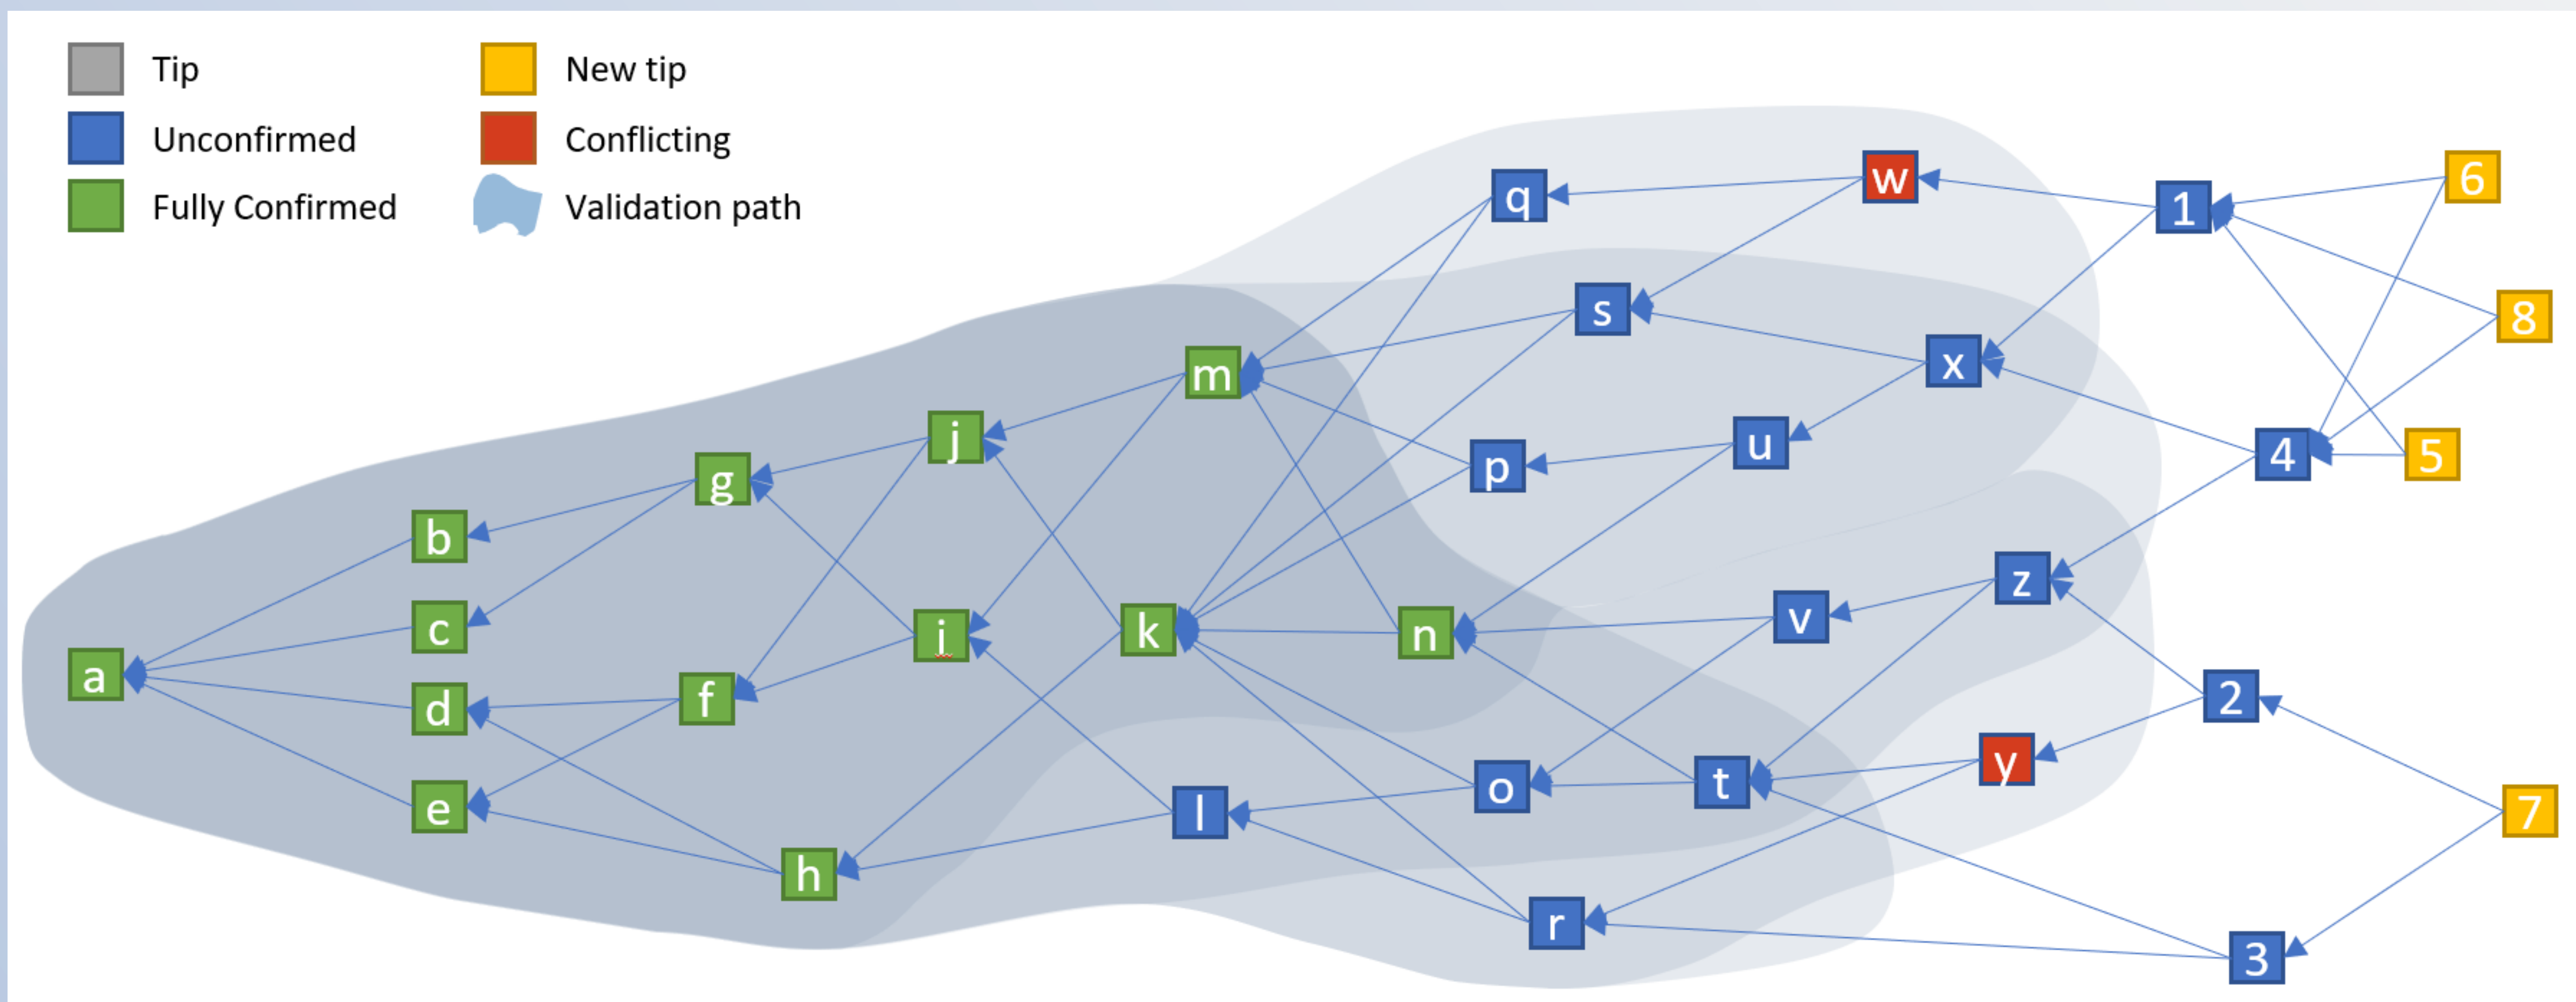 Tip
New tip
Unconfirmed
Conflicting
Fully Confirmed
Validation path
w
6
q
1
s
8
x
m
j
u
4
5
p
g
b
z
v
c
i
k
n
a
f
2
d
y
o
t
e
l
7
h
r
3